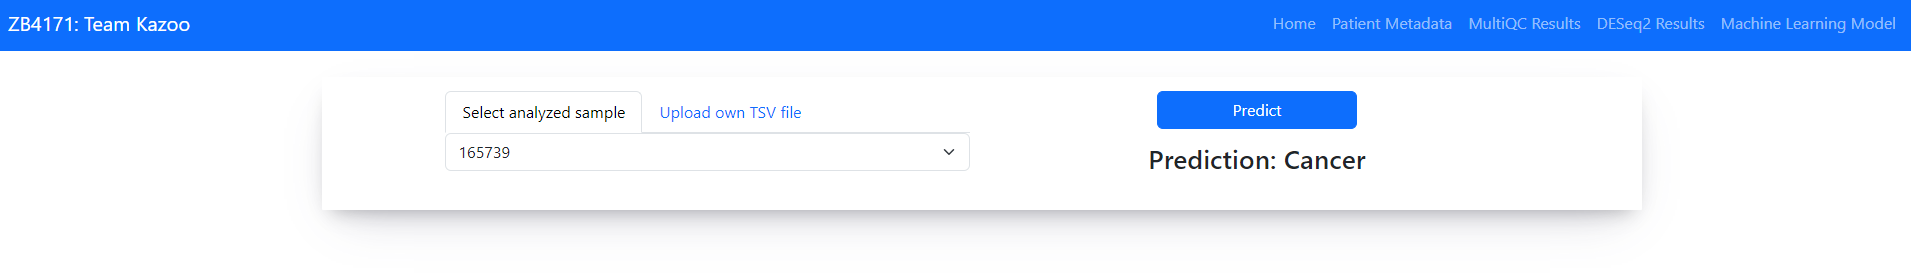 ZB4171: Team Kazoo
Home Patient Metadata MultiQC Results DESeq2 Results Machine Learning Model
Select analyzed sample Upload own TSV file
165739
Predict
Prediction: Cancer